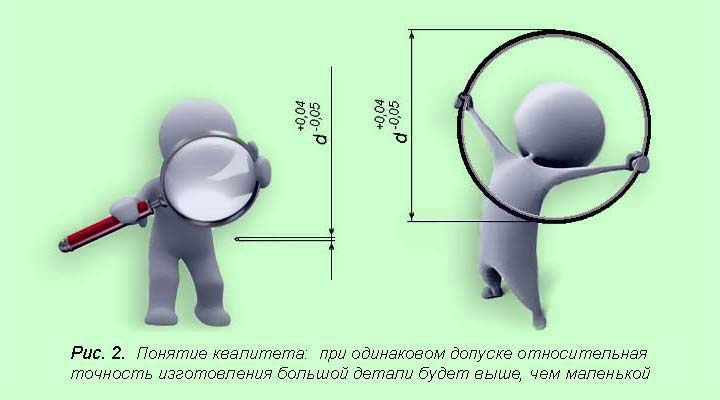 +0,04
d -0,05
+0,04
d -0,05
Рис. 2. Понятие квалитета: при одинаковом допуске относительная
точность изготовления большой детали будет выше, чем маленькой